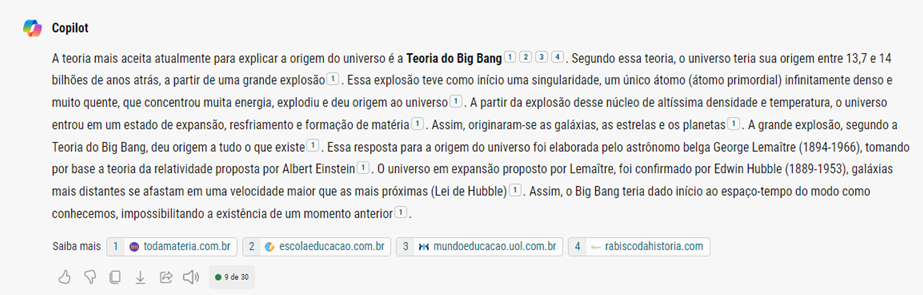 Copilot
A teoria mais aceita atualmente para explicar a origem do universo é a Teoria do Big Bang 1 2 3 4 . Segundo essa teoria, o universo teria sua origem entre 13,7 e 14
bilhões de anos atrás, a partir de uma grande explosão 1 . Essa explosão teve como início uma singularidade, um único átomo (átomo primordial) infinitamente denso e
muito quente, que concentrou muita energia, explodiu e deu origem ao universo 1 . A partir da explosão desse núcleo de altíssima densidade e temperatura, o universo
entrou em um estado de expansão, resfriamento e formação de matéria 1 . Assim, originaram-se as galáxias, as estrelas e os planetas 1 . A grande explosão, segundo a
Teoria do Big Bang, deu origem a tudo o que existe 1 . Essa resposta para a origem do universo foi elaborada pelo astrônomo belga George Lemaître (1894-1966), tomando
por base a teoria da relatividade proposta por Albert Einstein 1 . O universo em expansão proposto por Lemaître, foi confirmado por Edwin Hubble (1889-1953), galáxias
mais distantes se afastam em uma velocidade maior que as mais próximas (Lei de Hubble) 1 . Assim, o Big Bang teria dado início ao espaço-tempo do modo como
conhecemos, impossibilitando a existência de um momento anterior 1 .
Saiba mais 1 todamateria.com.br 2 escolaeducacao.com.br 3 mundoeducacao.uol.com.br 4 rabiscodahistoria.com
9 de 30